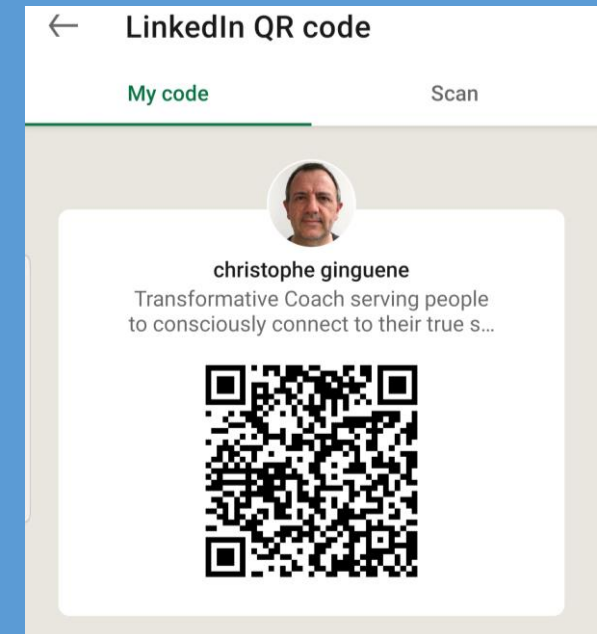 LinkedIn QR code
My code
Scan
christophe ginguene
Transformative Coach serving people
to consciously connect to their true s...